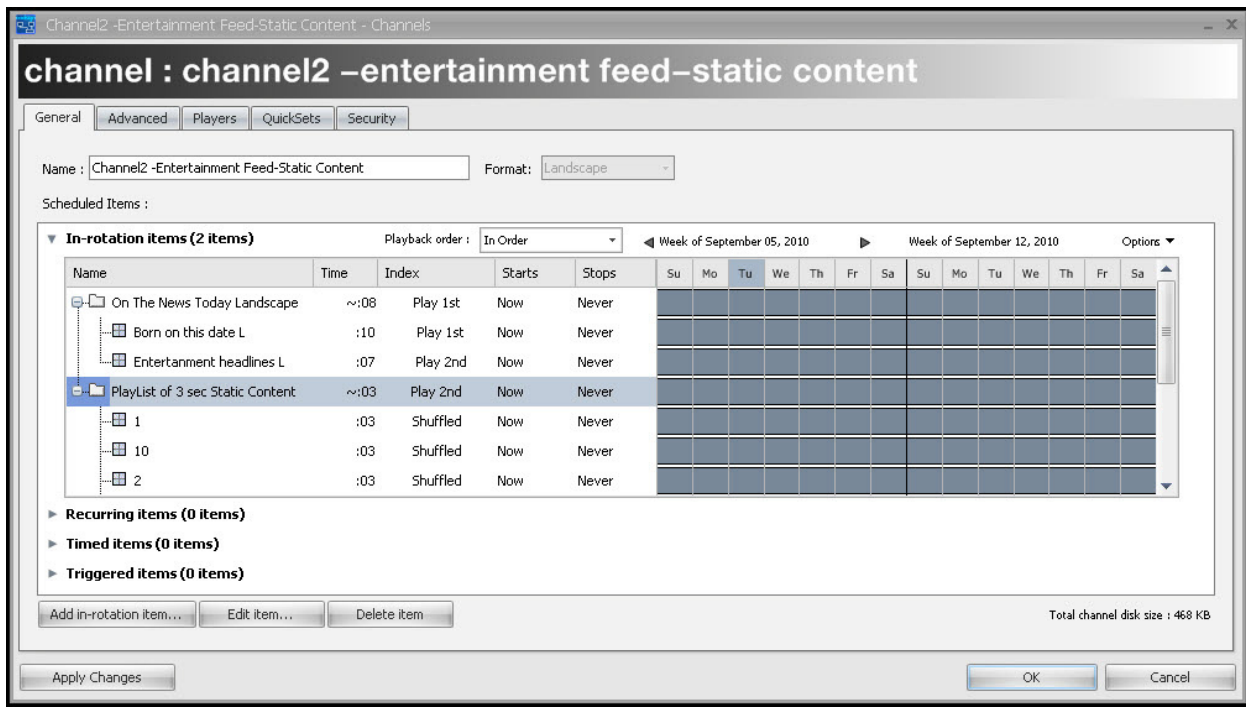 Channel2 -Entertainment Feed-Static Content - Channels
channel : channel2 –entertainment feed–static content
General Advanced Players QuickSets Security
Name : Channel2 -Entertainment Feed-Static Content Format: Landscape
Scheduled Items :
In-rotation items (2 items) Playback order : In Order Week of September 05, 2010 Week of September 12, 2010 Options
Name Time Index Starts Stops Su Mo Tu We Th Fr Sa Su Mo Tu We Th Fr Sa
On The News Today Landscape ~:08 Play 1st Now Never
Born on this date L :10 Play 1st Now Never
Entertanment headlines L :07 Play 2nd Now Never
PlayList of 3 sec Static Content ~:03 Play 2nd Now Never
1 :03 Shuffled Now Never
10 :03 Shuffled Now Never
2 :03 Shuffled Now Never
Recurring items (0 items)
Timed items (0 items)
Triggered items (0 items)
Add in-rotation item... Edit item... Delete item Total channel disk size : 468 KB
Apply Changes OK Cancel